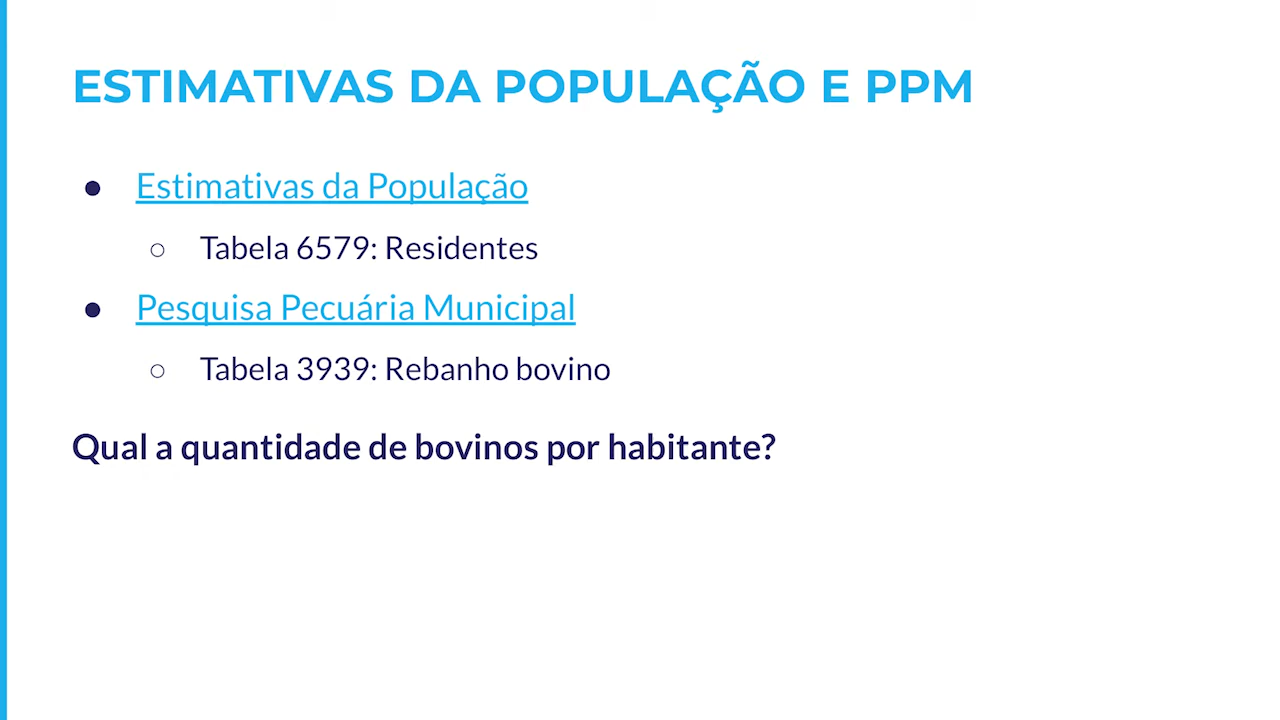 ESTIMATIVAS DA POPULAÇÃO E PPM
● Estimativas da População
○ Tabela 6579: Residentes
● Pesquisa Pecuária Municipal
○ Tabela 3939: Rebanho bovino
Qual a quantidade de bovinos por habitante?